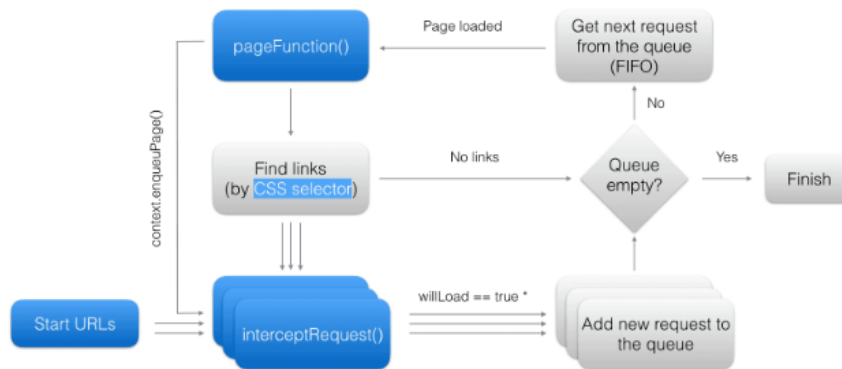 pageFunction()
Page loaded
Get next request
from the queue
(FIFO)
context.enqueuPage()
No
Find links
(by CSS selector)
No links
Queue
empty?
Yes
Finish
Start URLs
interceptRequest()
willLoad == true *
Add new request to
the queue